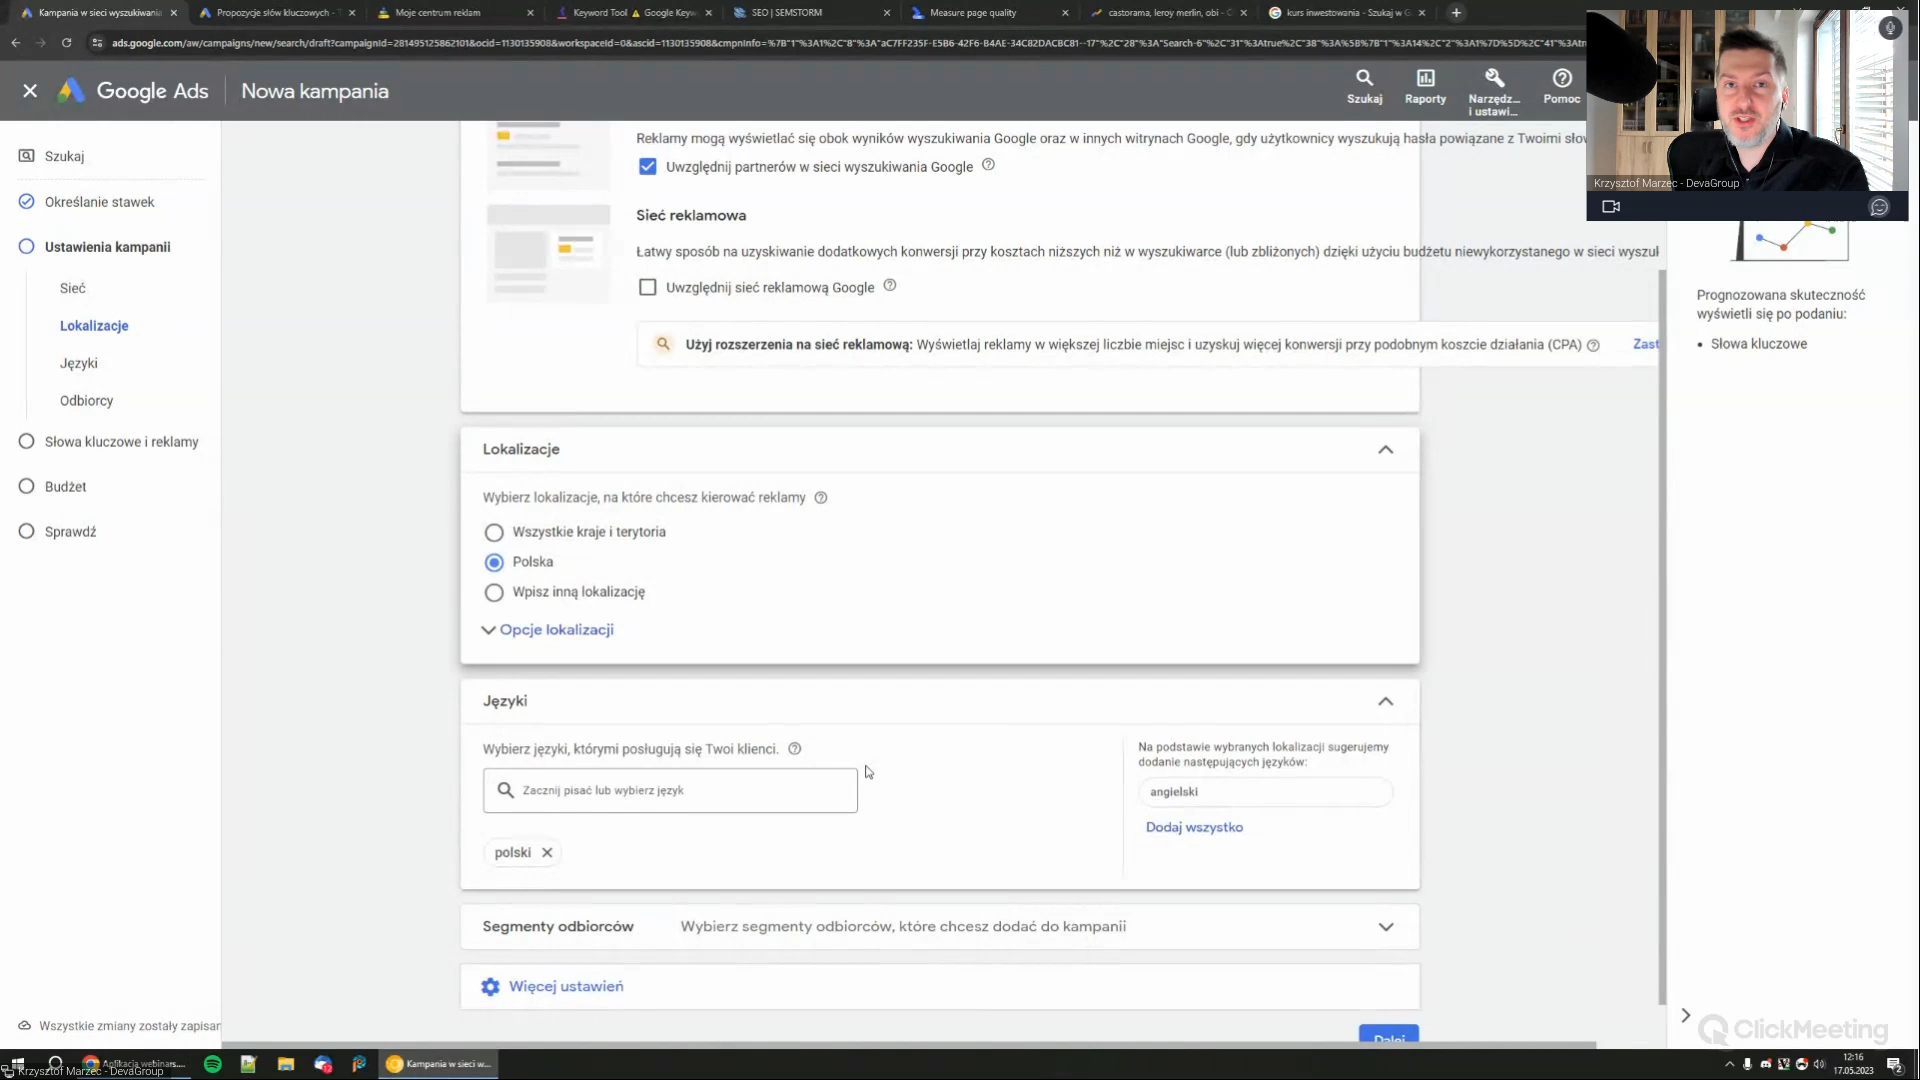 Kampania w sieci wyszukiwania
Propozycje słów kluczowych - T
Moje centrum reklam
Keyword Tool ⚠ Google Keyw
SEO | SEMSTORM
Measure page quality
castorama, leroy merlin, obi - G
kurs inwestowania - Szukaj w G
Google Ads
Nowa kampania
Szukaj
Raporty
Narzędz...
i ustawi...
Pomoc
Krzysztof Marzec - DevaGroup
Szukaj
Określanie stawek
Ustawienia kampanii
Sieć
Lokalizacje
Języki
Odbiorcy
Słowa kluczowe i reklamy
Budżet
Sprawdź
Wszystkie zmiany zostały zapisan
Reklamy mogą wyświetlać się obok wyników wyszukiwania Google oraz w innych witrynach Google, gdy użytkownicy wyszukują hasła powiązane z Twoimi słow
Uwzględnij partnerów w sieci wyszukiwania Google
Sieć reklamowa
Łatwy sposób na uzyskiwanie dodatkowych konwersji przy kosztach niższych niż w wyszukiwarce (lub zbliżonych) dzięki użyciu budżetu niewykorzystanego w sieci wyszuk
Uwzględnij sieć reklamową Google
Użyj rozszerzenia na sieć reklamową: Wyświetlaj reklamy w większej liczbie miejsc i uzyskuj więcej konwersji przy podobnym koszcie działania (CPA) Zast
Lokalizacje
Wybierz lokalizacje, na które chcesz kierować reklamy
Wszystkie kraje i terytoria
Polska
Wpisz inną lokalizację
Opcje lokalizacji
Języki
Wybierz języki, którymi posługują się Twoi klienci.
Zacznij pisać lub wybierz język
polski
Na podstawie wybranych lokalizacji sugerujemy
dodanie następujących języków:
angielski
Dodaj wszystko
Segmenty odbiorców Wybierz segmenty odbiorców, które chcesz dodać do kampanii
Więcej ustawień
Dalej
Prognozowana skuteczność
wyświetli się po podaniu:
• Słowa kluczowe
ClickMeeting
Aplikacja webinars...
Kampania w sieci w...
12:16
17.05.2023
Krzysztof Marzec - DevaGroup